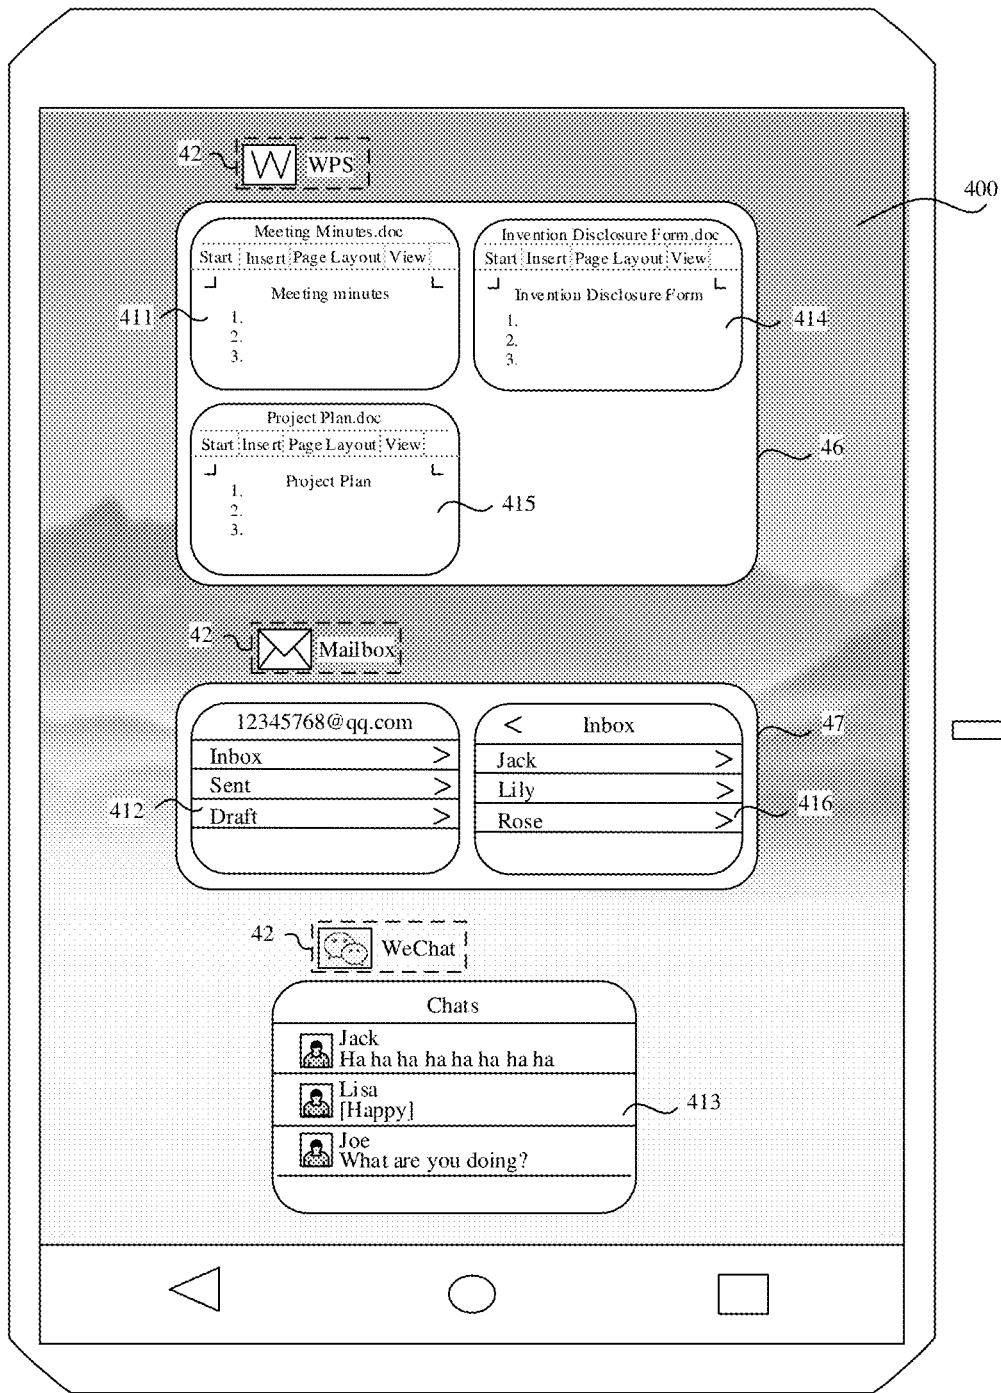 42
WPS
400
Meeting Minutes.doc
Start Insert Page Layout View
Meeting minutes
1.
2.
3.
411
Invention Disclosure Form.doc
Start Insert Page Layout View
Invention Disclosure Form
1.
2.
3.
414
Project Plan.doc
Start Insert Page Layout View
Project Plan
1.
2.
3.
415
46
42
Mailbox
12345768@qq.com
Inbox >
Sent >
Draft >
412
< Inbox
Jack >
Lily >
Rose >
47
416
42
WeChat
Chats
Jack
Ha ha ha ha ha ha ha ha
Lisa
[Happy]
Joe
What are you doing?
413